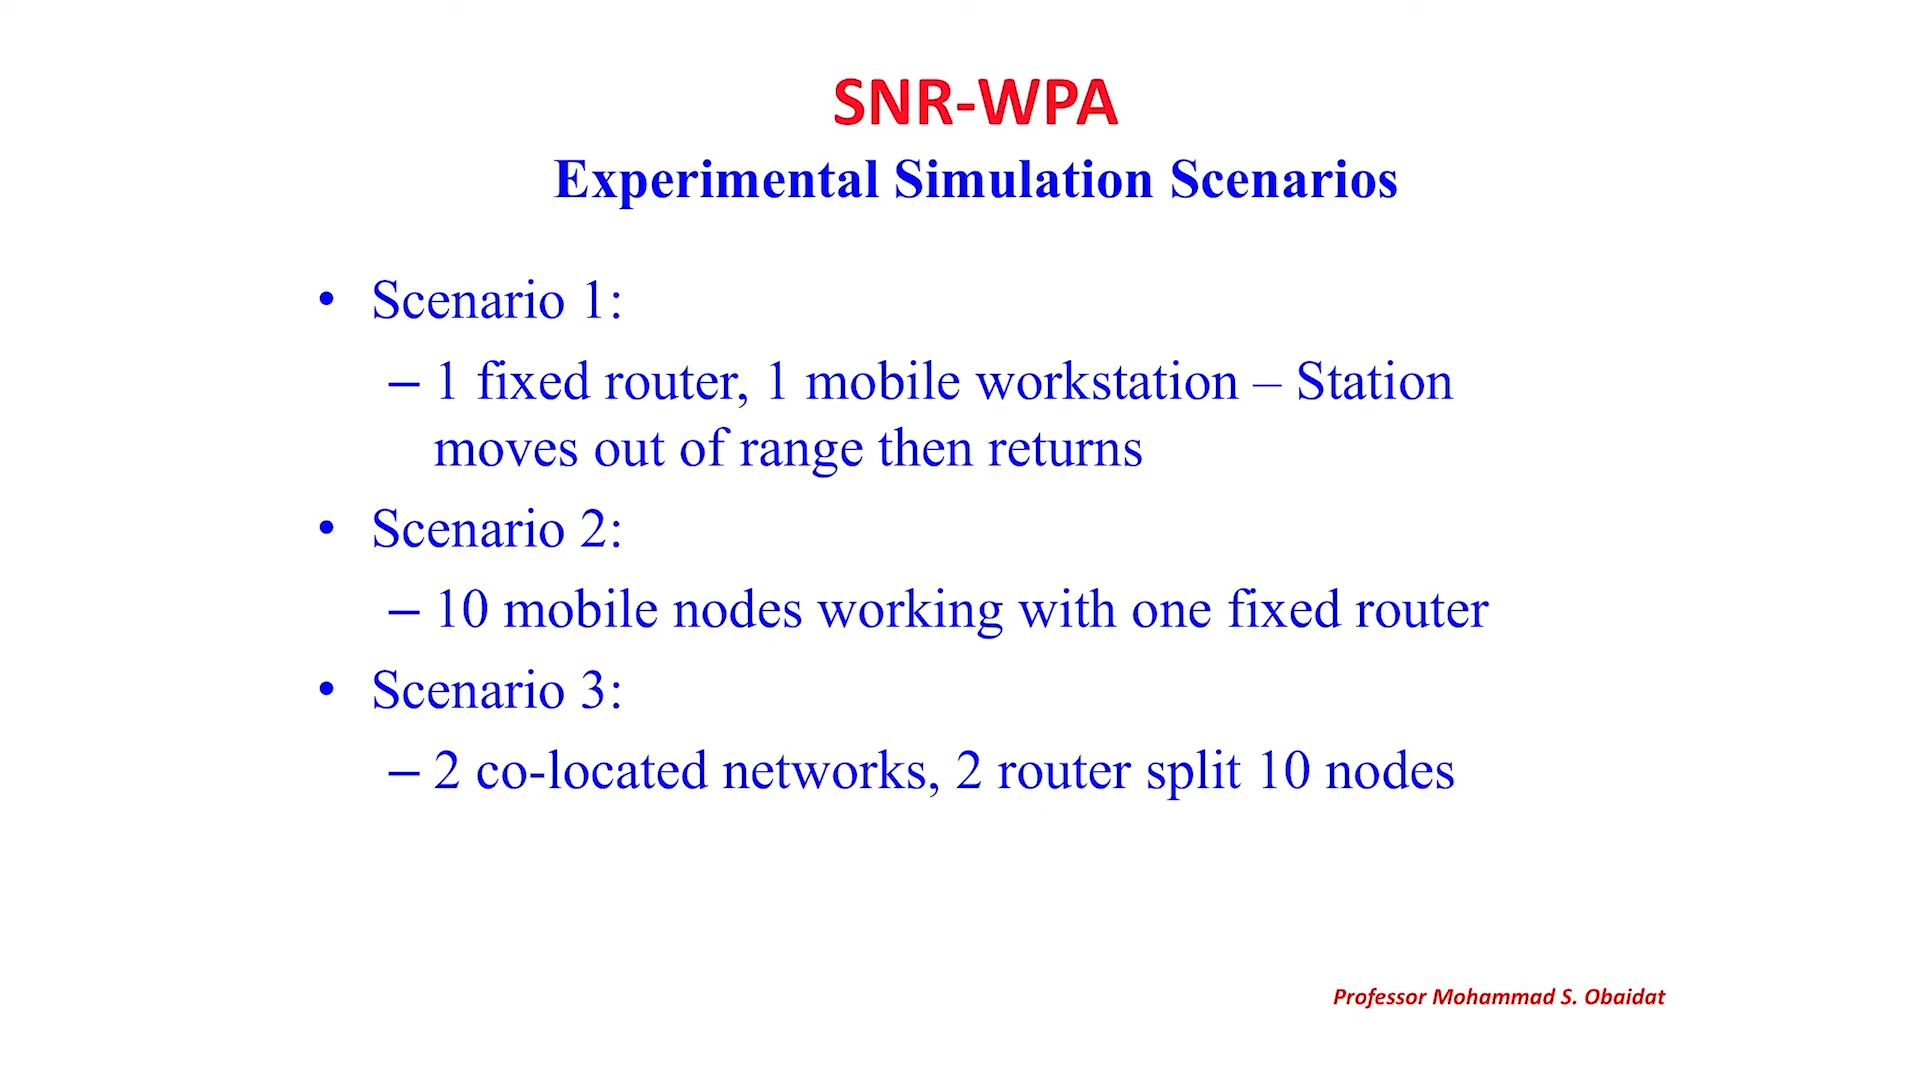 SNR-WPA
Experimental Simulation Scenarios
• Scenario 1:
– 1 fixed router, 1 mobile workstation – Station
moves out of range then returns
• Scenario 2:
– 10 mobile nodes working with one fixed router
• Scenario 3:
– 2 co-located networks, 2 router split 10 nodes
Professor Mohammad S. Obaidat